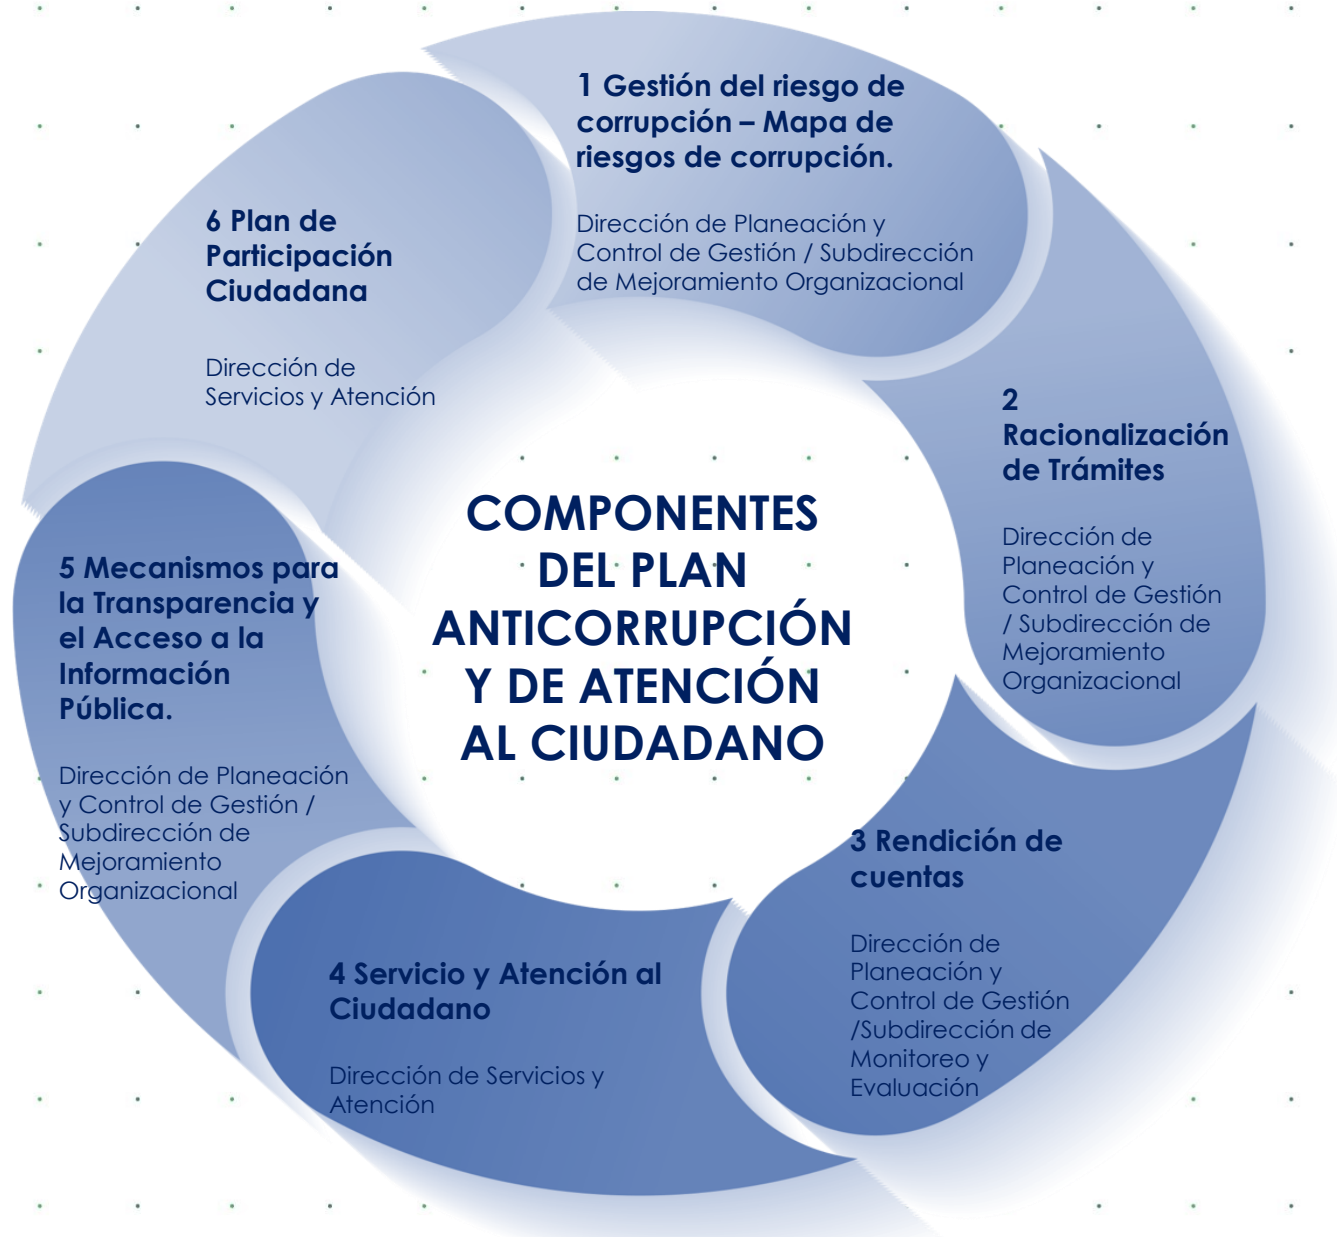 1 Gestión del riesgo de
corrupción – Mapa de
riesgos de corrupción.
Dirección de Planeación y
Control de Gestión / Subdirección
de Mejoramiento Organizacional
2
Racionalización
de Trámites
Dirección de
Planeación y
Control de Gestión
/ Subdirección de
Mejoramiento
Organizacional
3 Rendición de
cuentas
Dirección de
Planeación y
Control de Gestión
/Subdirección de
Monitoreo y
Evaluación
4 Servicio y Atención al
Ciudadano
Dirección de Servicios y
Atención
5 Mecanismos para
la Transparencia y
el Acceso a la
Información
Pública.
Dirección de Planeación
y Control de Gestión /
Subdirección de
Mejoramiento
Organizacional
6 Plan de
Participación
Ciudadana
Dirección de
Servicios y Atención
COMPONENTES
DEL PLAN
ANTICORRUPCIÓN
Y DE ATENCIÓN
AL CIUDADANO